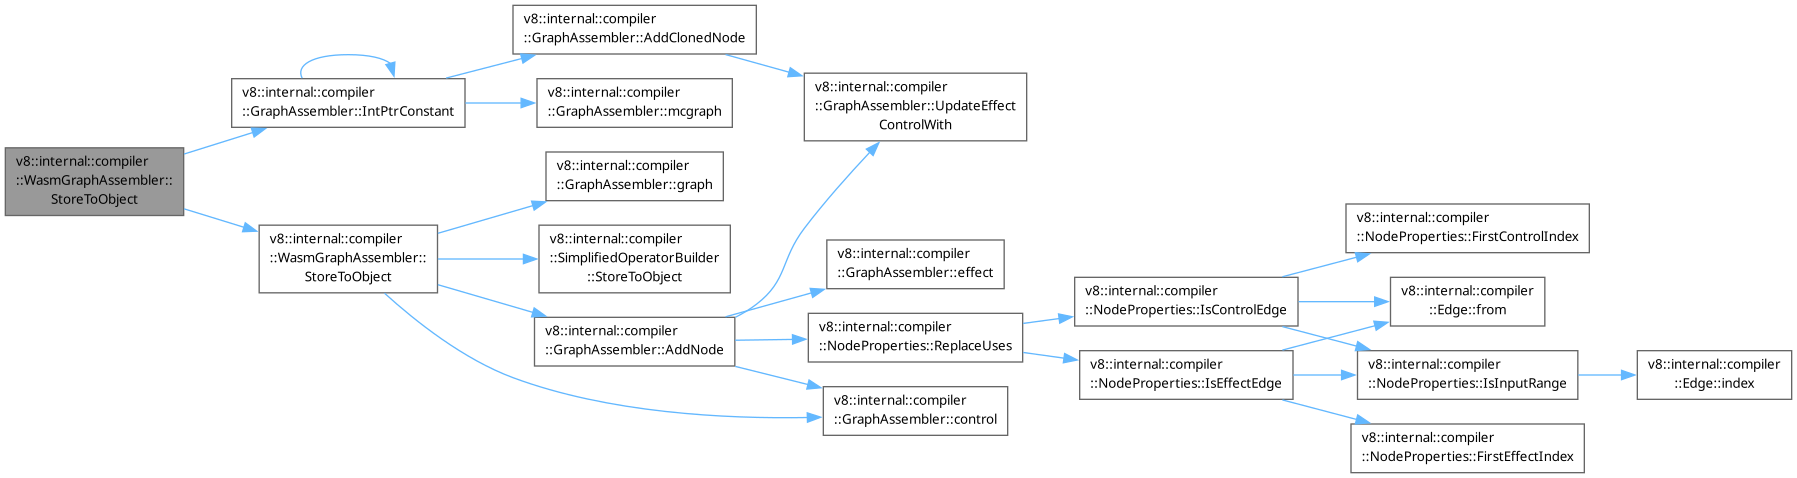 v8::internal::compiler
::WasmGraphAssembler::
StoreToObject
v8::internal::compiler
::GraphAssembler::IntPtrConstant
v8::internal::compiler
::WasmGraphAssembler::
StoreToObject
v8::internal::compiler
::GraphAssembler::AddClonedNode
v8::internal::compiler
::GraphAssembler::mcgraph
v8::internal::compiler
::GraphAssembler::graph
v8::internal::compiler
::SimplifiedOperatorBuilder
::StoreToObject
v8::internal::compiler
::GraphAssembler::AddNode
v8::internal::compiler
::GraphAssembler::UpdateEffect
ControlWith
v8::internal::compiler
::GraphAssembler::effect
v8::internal::compiler
::NodeProperties::ReplaceUses
v8::internal::compiler
::GraphAssembler::control
v8::internal::compiler
::NodeProperties::IsControlEdge
v8::internal::compiler
::NodeProperties::IsEffectEdge
v8::internal::compiler
::NodeProperties::FirstControlIndex
v8::internal::compiler
::Edge::from
v8::internal::compiler
::NodeProperties::IsInputRange
v8::internal::compiler
::NodeProperties::FirstEffectIndex
v8::internal::compiler
::Edge::index